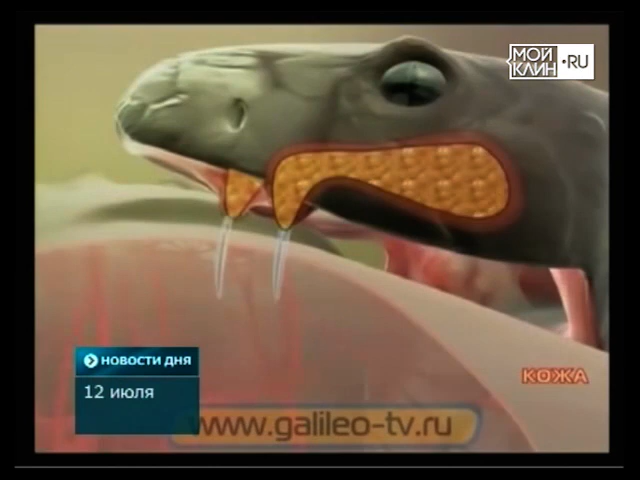 МОЙ
КЛИН .RU
КОЖА
НОВОСТИ ДНЯ
12 июля
www.galileo-tv.ru